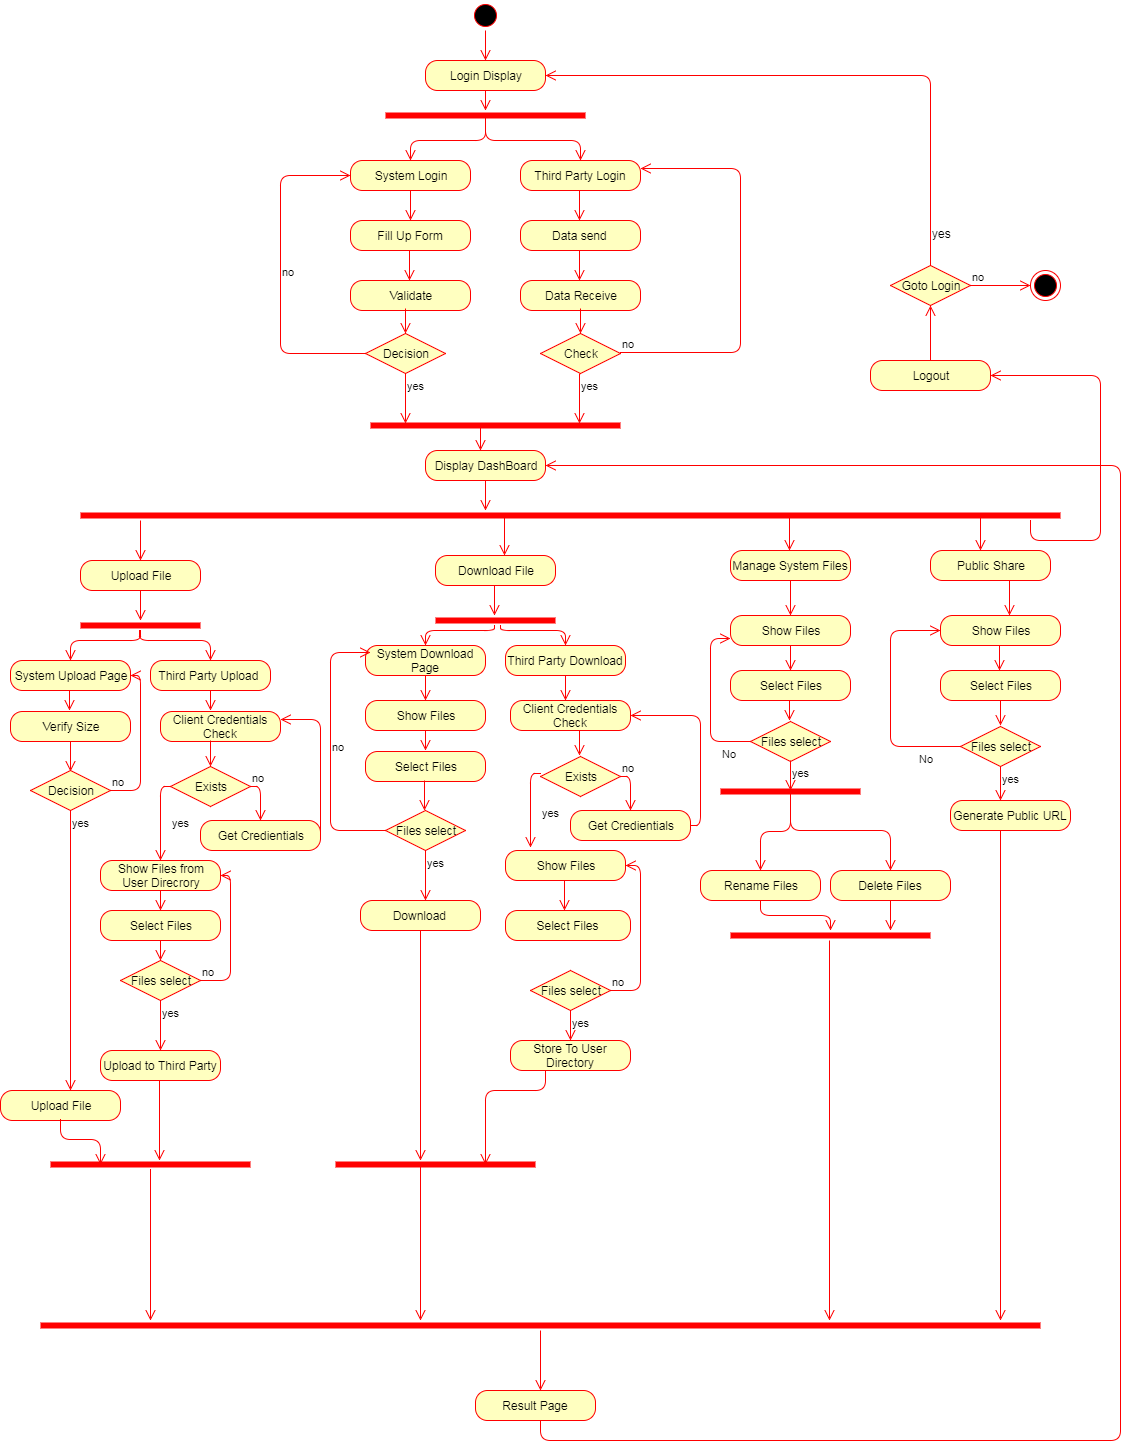 Login Display
System Login
Third Party Login
Fill Up Form
Data send
yes
no
Validate
Data Receive
Goto Login
no
Decision
Check
no
Logout
yes
yes
Display DashBoard
Upload File
Download File
Manage System Files
Public Share
Show Files
Show Files
System Upload Page
Third Party Upload
System Download
Page
Third Party Download
Select Files
Select Files
Verify Size
Client Credentials
Check
Show Files
Client Credentials
Check
no
Files select
No
Files select
No
Select Files
Decision
no
Exists
no
Exists
no
yes
yes
yes
yes
yes
Get Credientials
Files select
Get Credientials
Generate Public URL
Show Files from
User Direcrory
yes
Show Files
Rename Files
Delete Files
Select Files
Download
Select Files
Files select
no
Files select
no
yes
yes
Upload to Third Party
Store To User
Directory
Upload File
Result Page